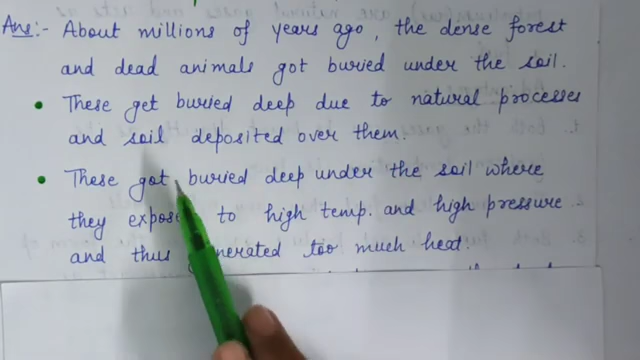 Ans:- About millions of years ago, the dense forest
and dead animals got buried under the soil.
• These get buried deep due to natural processes
and soil deposited over them.
• These got buried deep under the soil where
they expose to high temp. and high pressure
and thus generated too much heat.